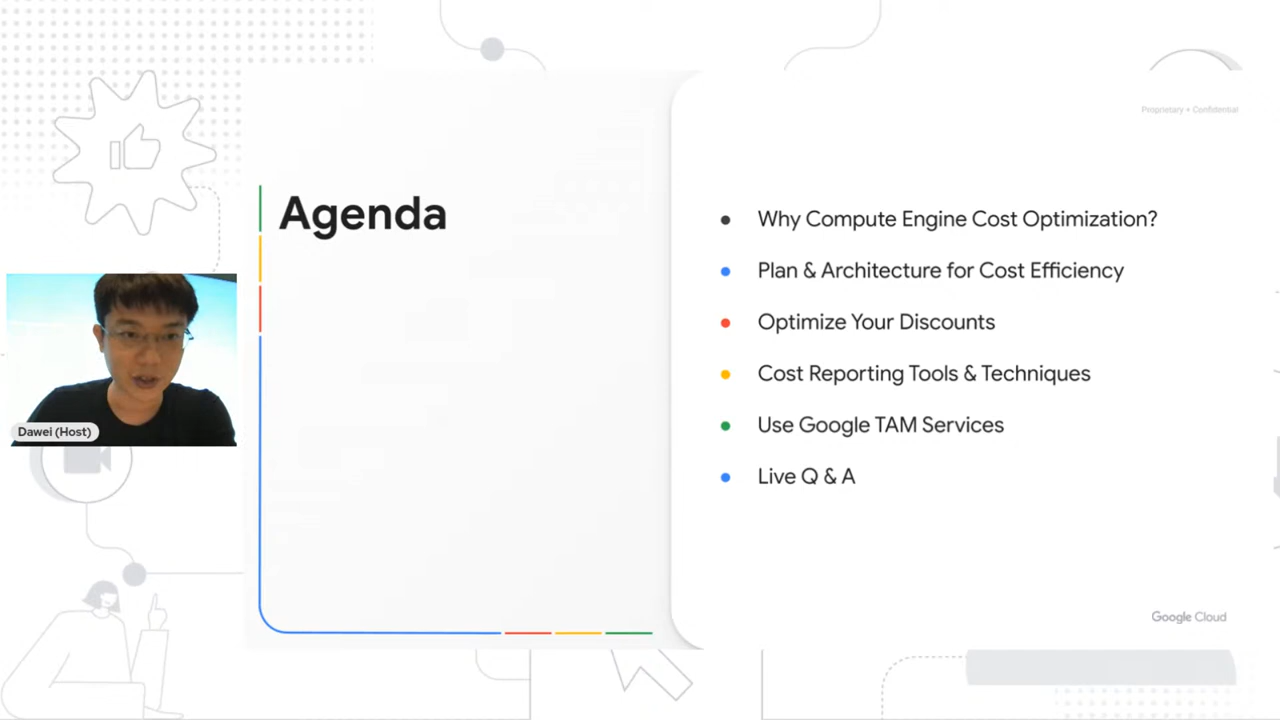 Proprietary + Confidential
Agenda
Why Compute Engine Cost Optimization?
Plan & Architecture for Cost Efficiency
Optimize Your Discounts
Cost Reporting Tools & Techniques
Use Google TAM Services
Live Q & A
Dawei (Host)
Google Cloud